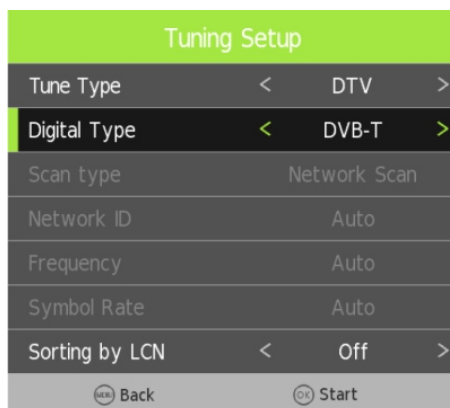 Tuning Setup
Tune Type < DTV >
Digital Type < DVB-T >
Scan type Network Scan
Network ID Auto
Frequency Auto
Symbol Rate Auto
Sorting by LCN < Off >
MENU Back OK Start